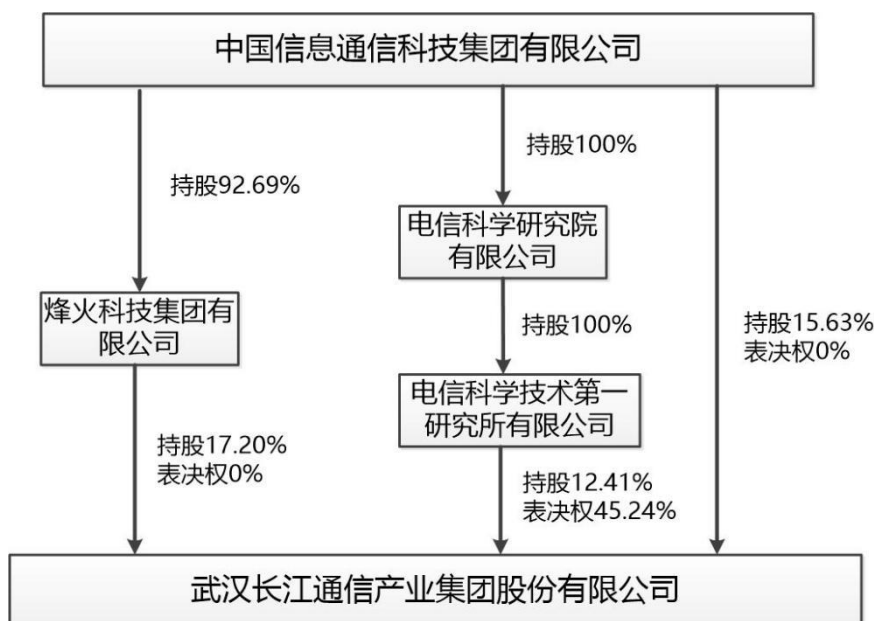 中国信息通信科技集团有限公司
持股100%
持股92.69%
电信科学研究院
有限公司
烽火科技集团有
限公司
持股100%
持股15.63%
表决权0%
电信科学技术第一
研究所有限公司
持股17.20%
表决权0%
持股12.41%
表决权45.24%
武汉长江通信产业集团股份有限公司